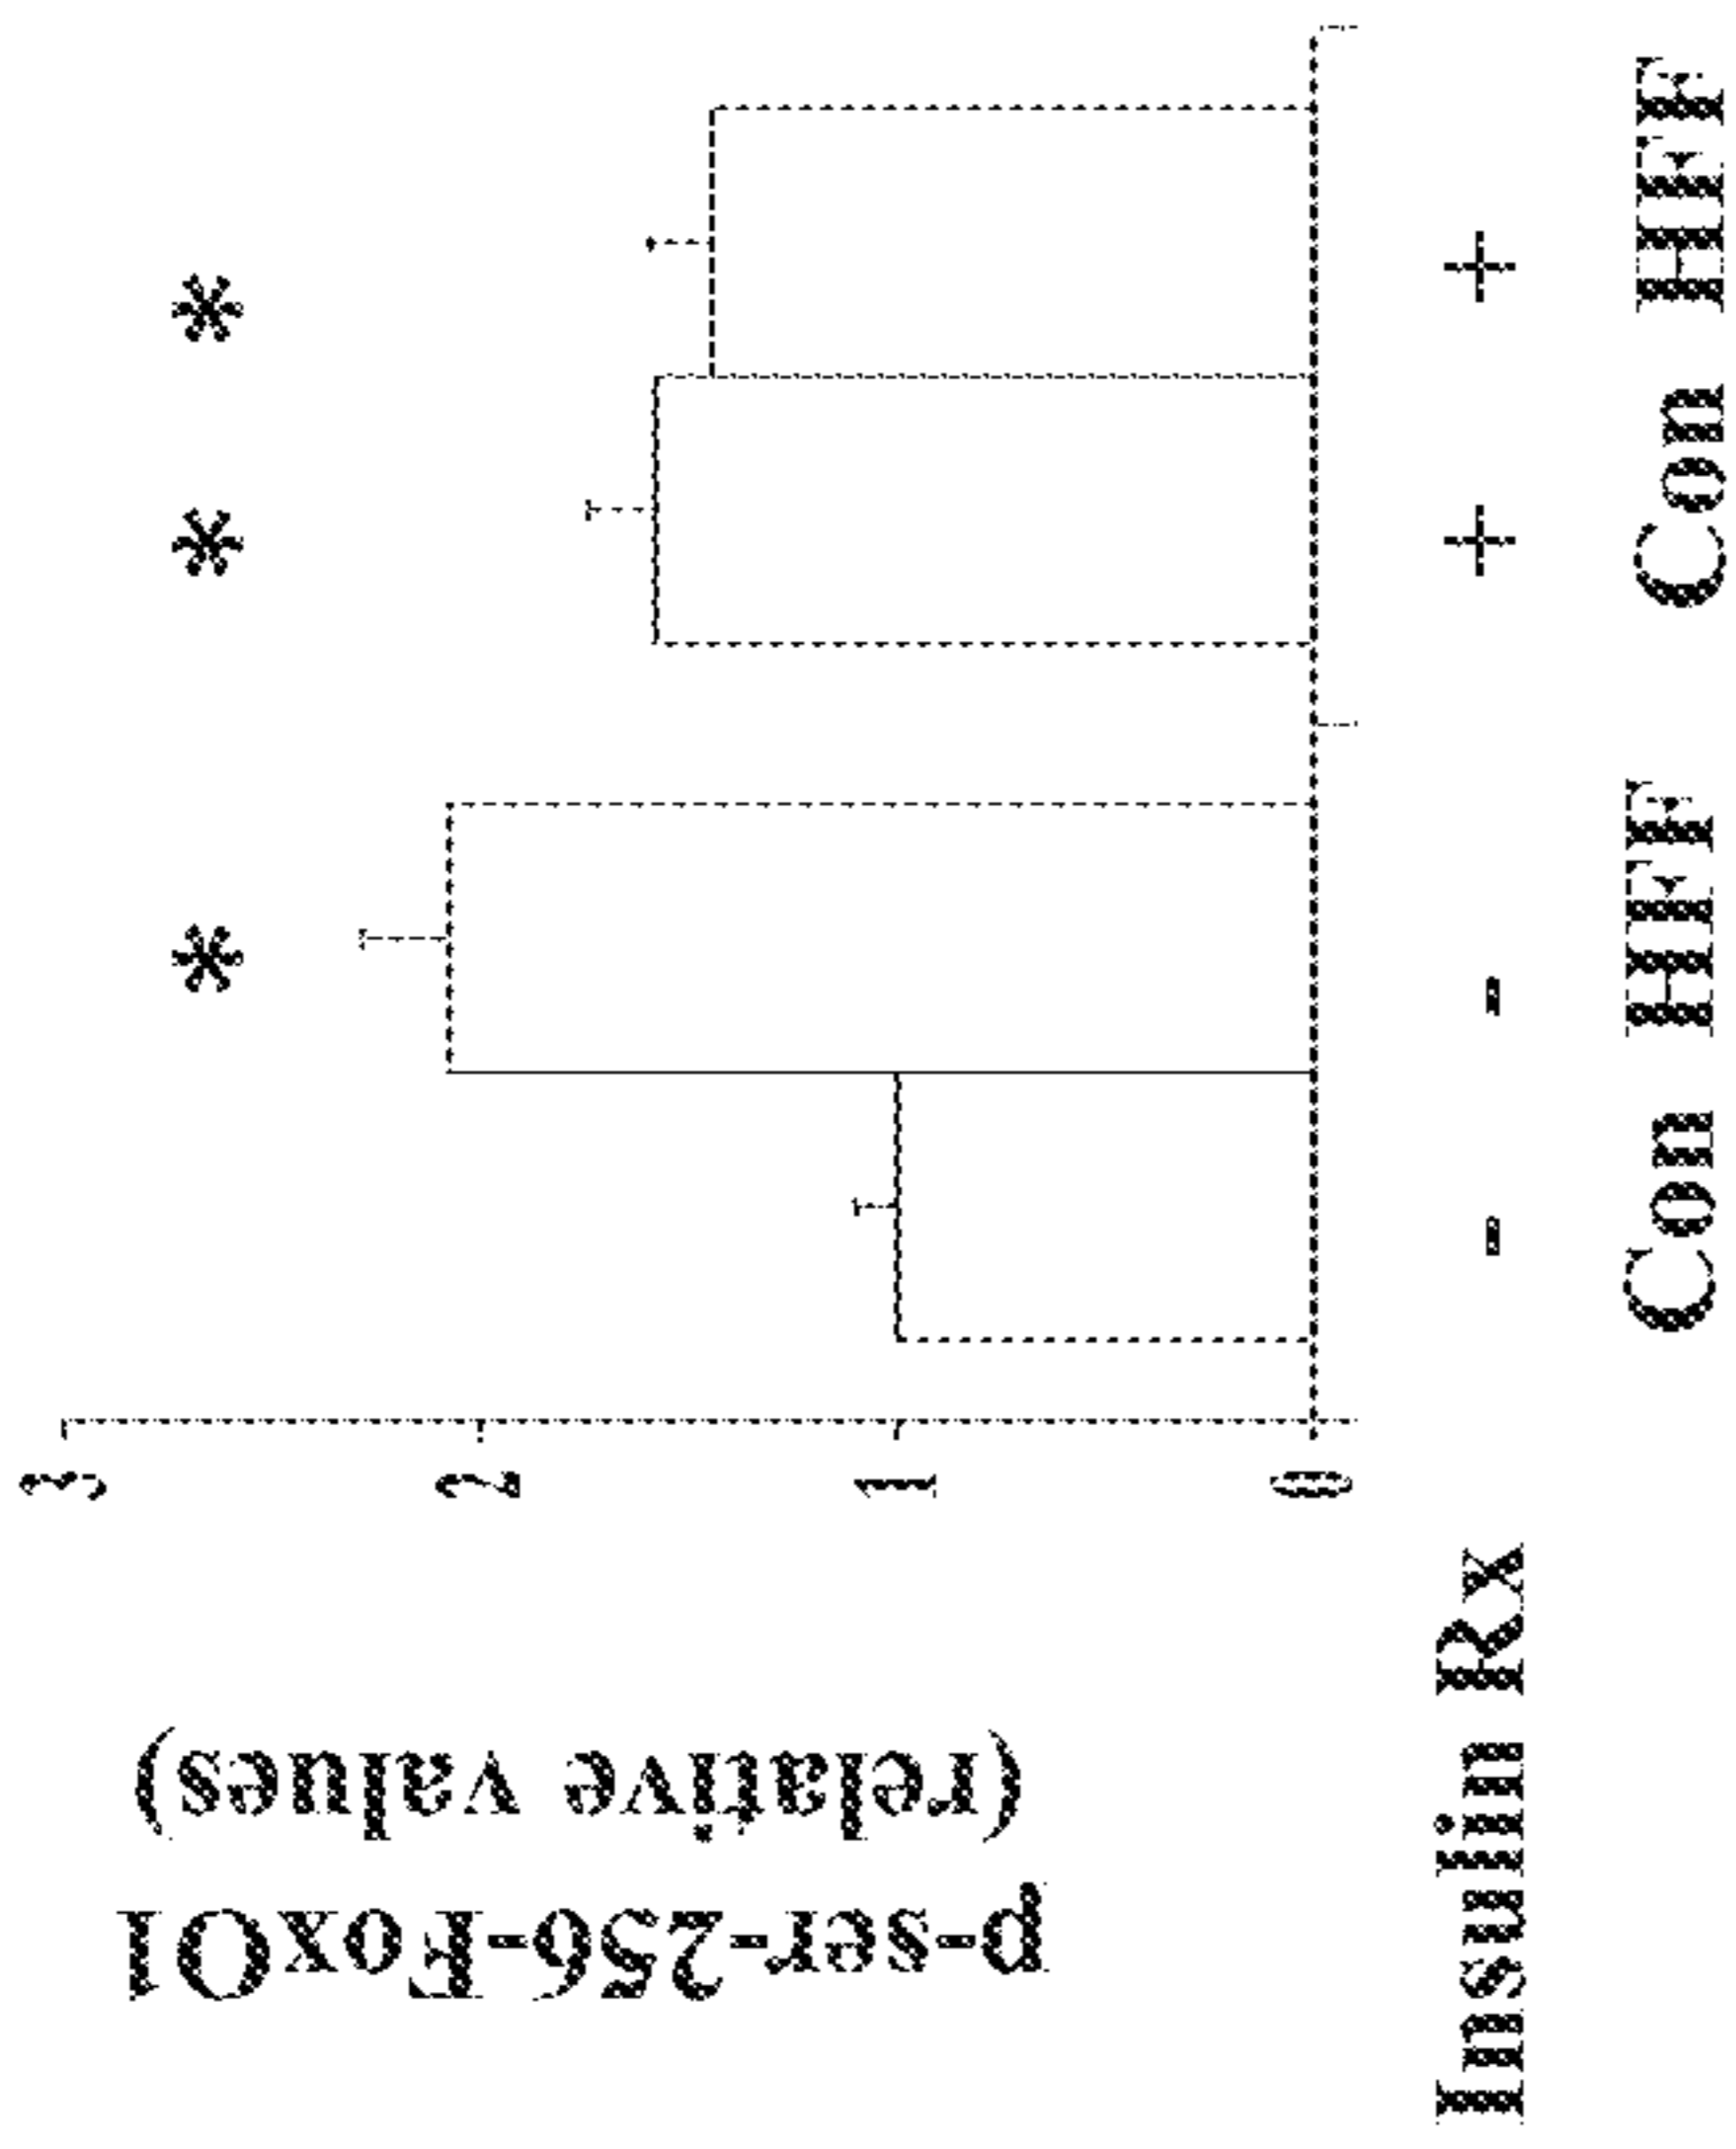 p-ser-256-FoxO1
(relative values)
3
2
1
0
* * *
Insulin Rx - - + +
Con HFF Con HFF